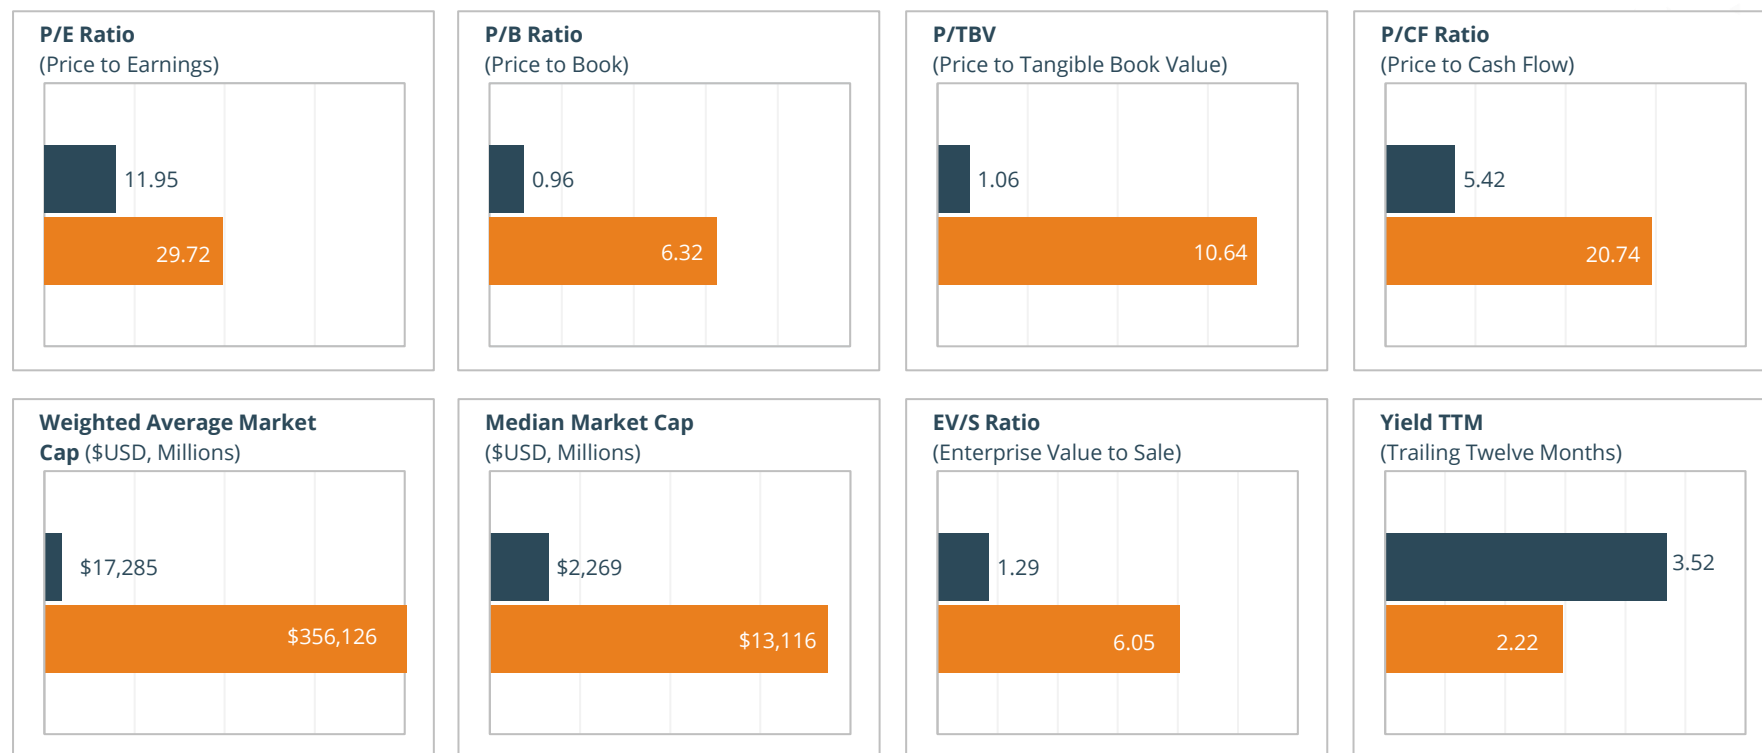 P/E Ratio
(Price to Earnings)
11.95
29.72
P/B Ratio
(Price to Book)
0.96
6.32
P/TBV
(Price to Tangible Book Value)
1.06
10.64
P/CF Ratio
(Price to Cash Flow)
5.42
20.74
Weighted Average Market
Cap ($USD, Millions)
$17,285
$356,126
Median Market Cap
($USD, Millions)
$2,269
$13,116
EV/S Ratio
(Enterprise Value to Sale)
1.29
6.05
Yield TTM
(Trailing Twelve Months)
3.52
2.22